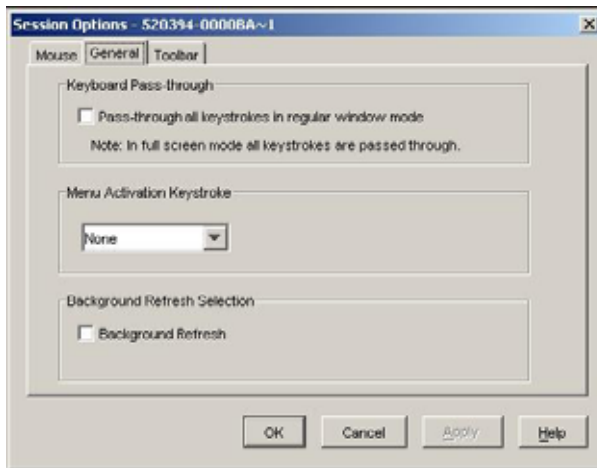 Session Options - 520394-0000BA~1
Mouse General Toolbar
Keyboard Pass-through
Pass-through all keystrokes in regular window mode
Note: In full screen mode all keystrokes are passed through.
Menu Activation Keystroke
None
Background Refresh Selection
Background Refresh
OK Cancel Apply Help